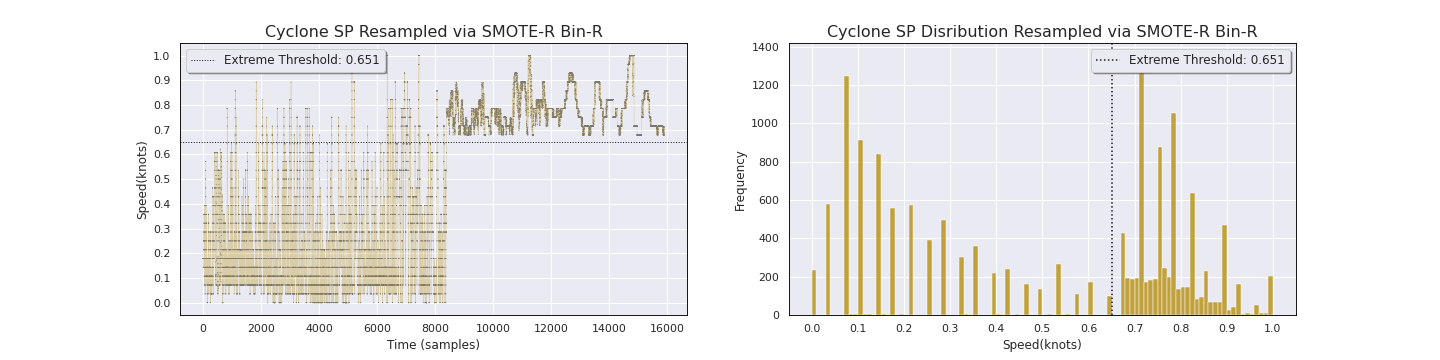 Cyclone SP Resampled via SMOTE-R Bin-R
Extreme Threshold: 0.651
Speed(knots)
1.0
0.9
0.8
0.7
0.6
0.5
0.4
0.3
0.2
0.1
0.0
0 2000 4000 6000 8000 10000 12000 14000 16000
Time (samples)
Cyclone SP Disribution Resampled via SMOTE-R Bin-R
Extreme Threshold: 0.651
Frequency
1400
1200
1000
800
600
400
200
0
0.0 0.1 0.2 0.3 0.4 0.5 0.6 0.7 0.8 0.9 1.0
Speed(knots)